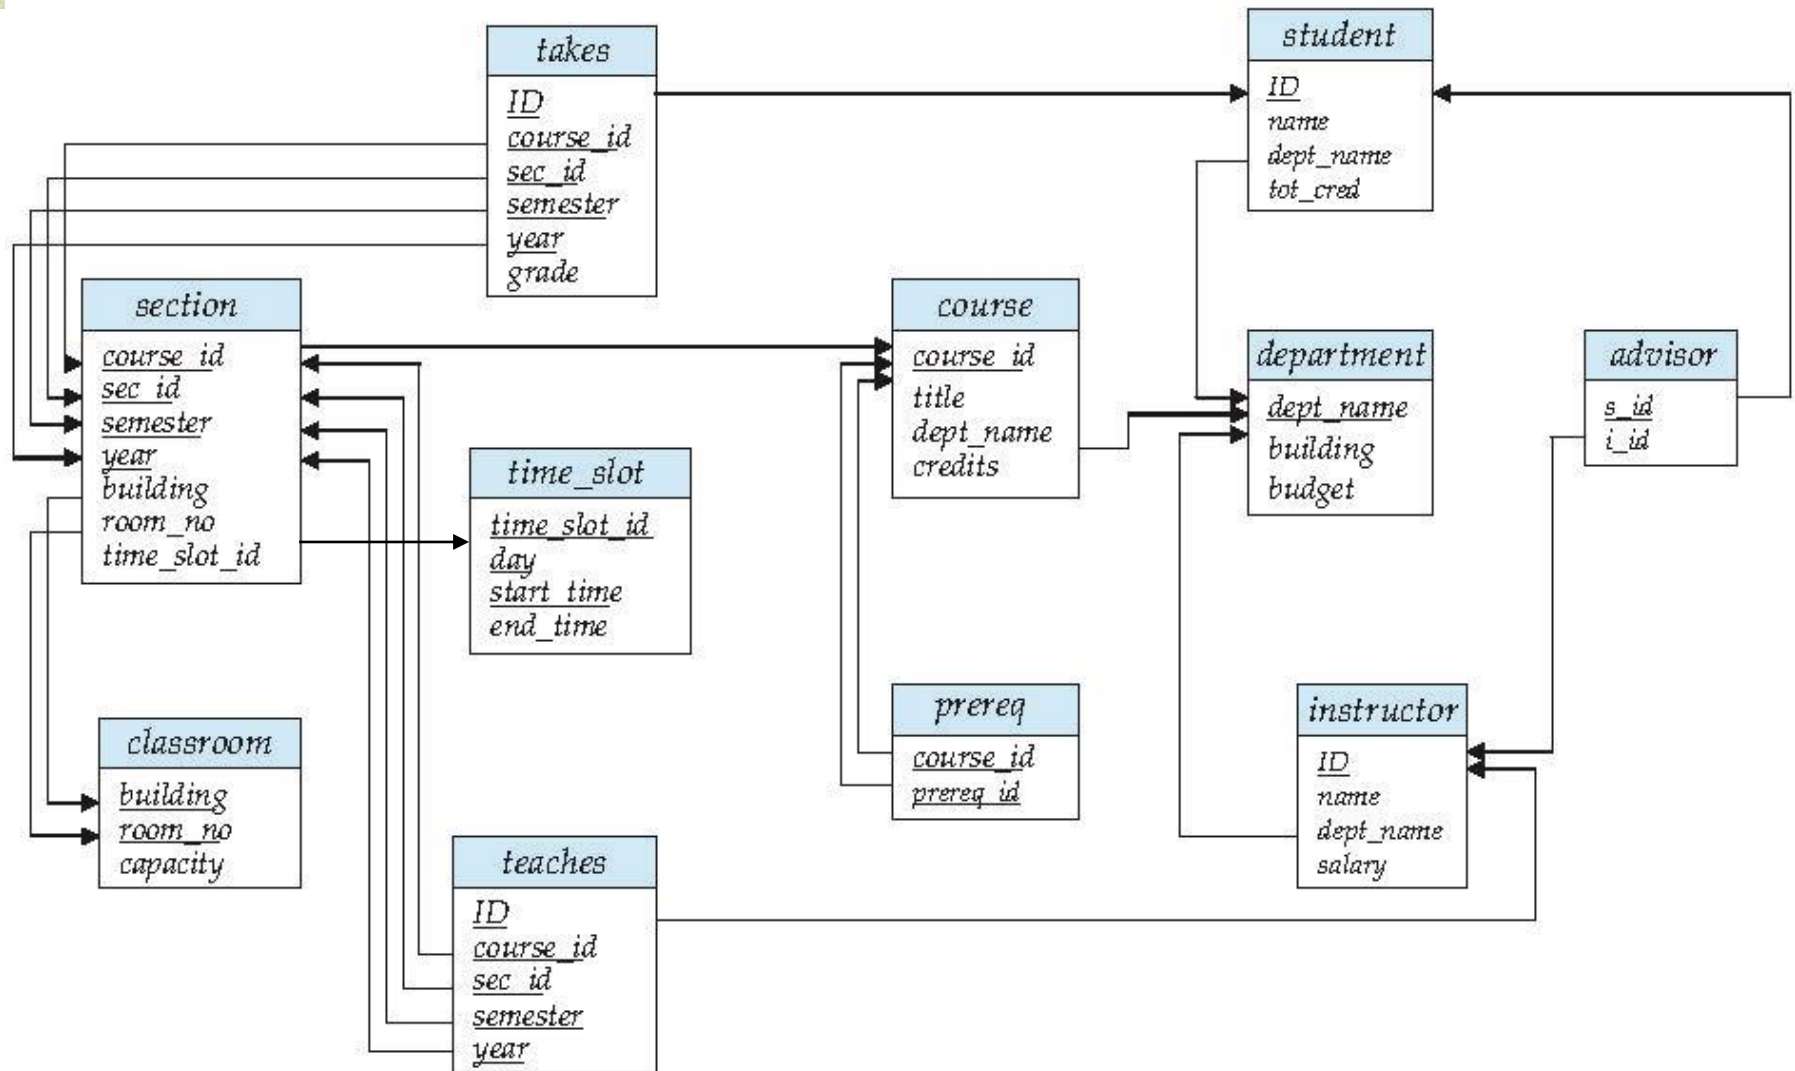 takes
ID
course_id
sec_id
semester
year
grade
student
ID
name
dept_name
tot_cred
section
course_id
sec_id
semester
year
building
room_no
time_slot_id
course
course_id
title
dept_name
credits
department
dept_name
building
budget
advisor
s_id
i_id
time_slot
time_slot_id
day
start_time
end_time
classroom
building
room_no
capacity
prereq
course_id
prereq_id
instructor
ID
name
dept_name
salary
teaches
ID
course_id
sec_id
semester
year